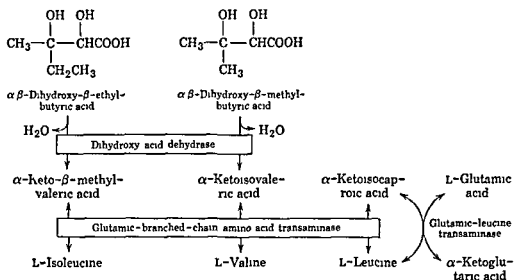 OH OH
CH₃—C—CHCOOH
CH₂CH₃
α β-Dihydroxy-β-ethyl-
butyric acid
OH OH
CH₃—C—CHCOOH
CH₃
α β-Dihydroxy-β-methyl-
butyric acid
H₂O
H₂O
Dihydroxy acid dehydrase
α-Keto-β-methyl-
valeric acid
α-Ketoisovale-
ric acid
α-Ketoisocap-
roic acid
L-Glutamic
acid
Glutamic-branched-chain amino acid transaminase
Glutamic-leucine
transaminase
L-Isoleucine
L-Valine
L-Leucine
α-Ketoglu-
taric acid